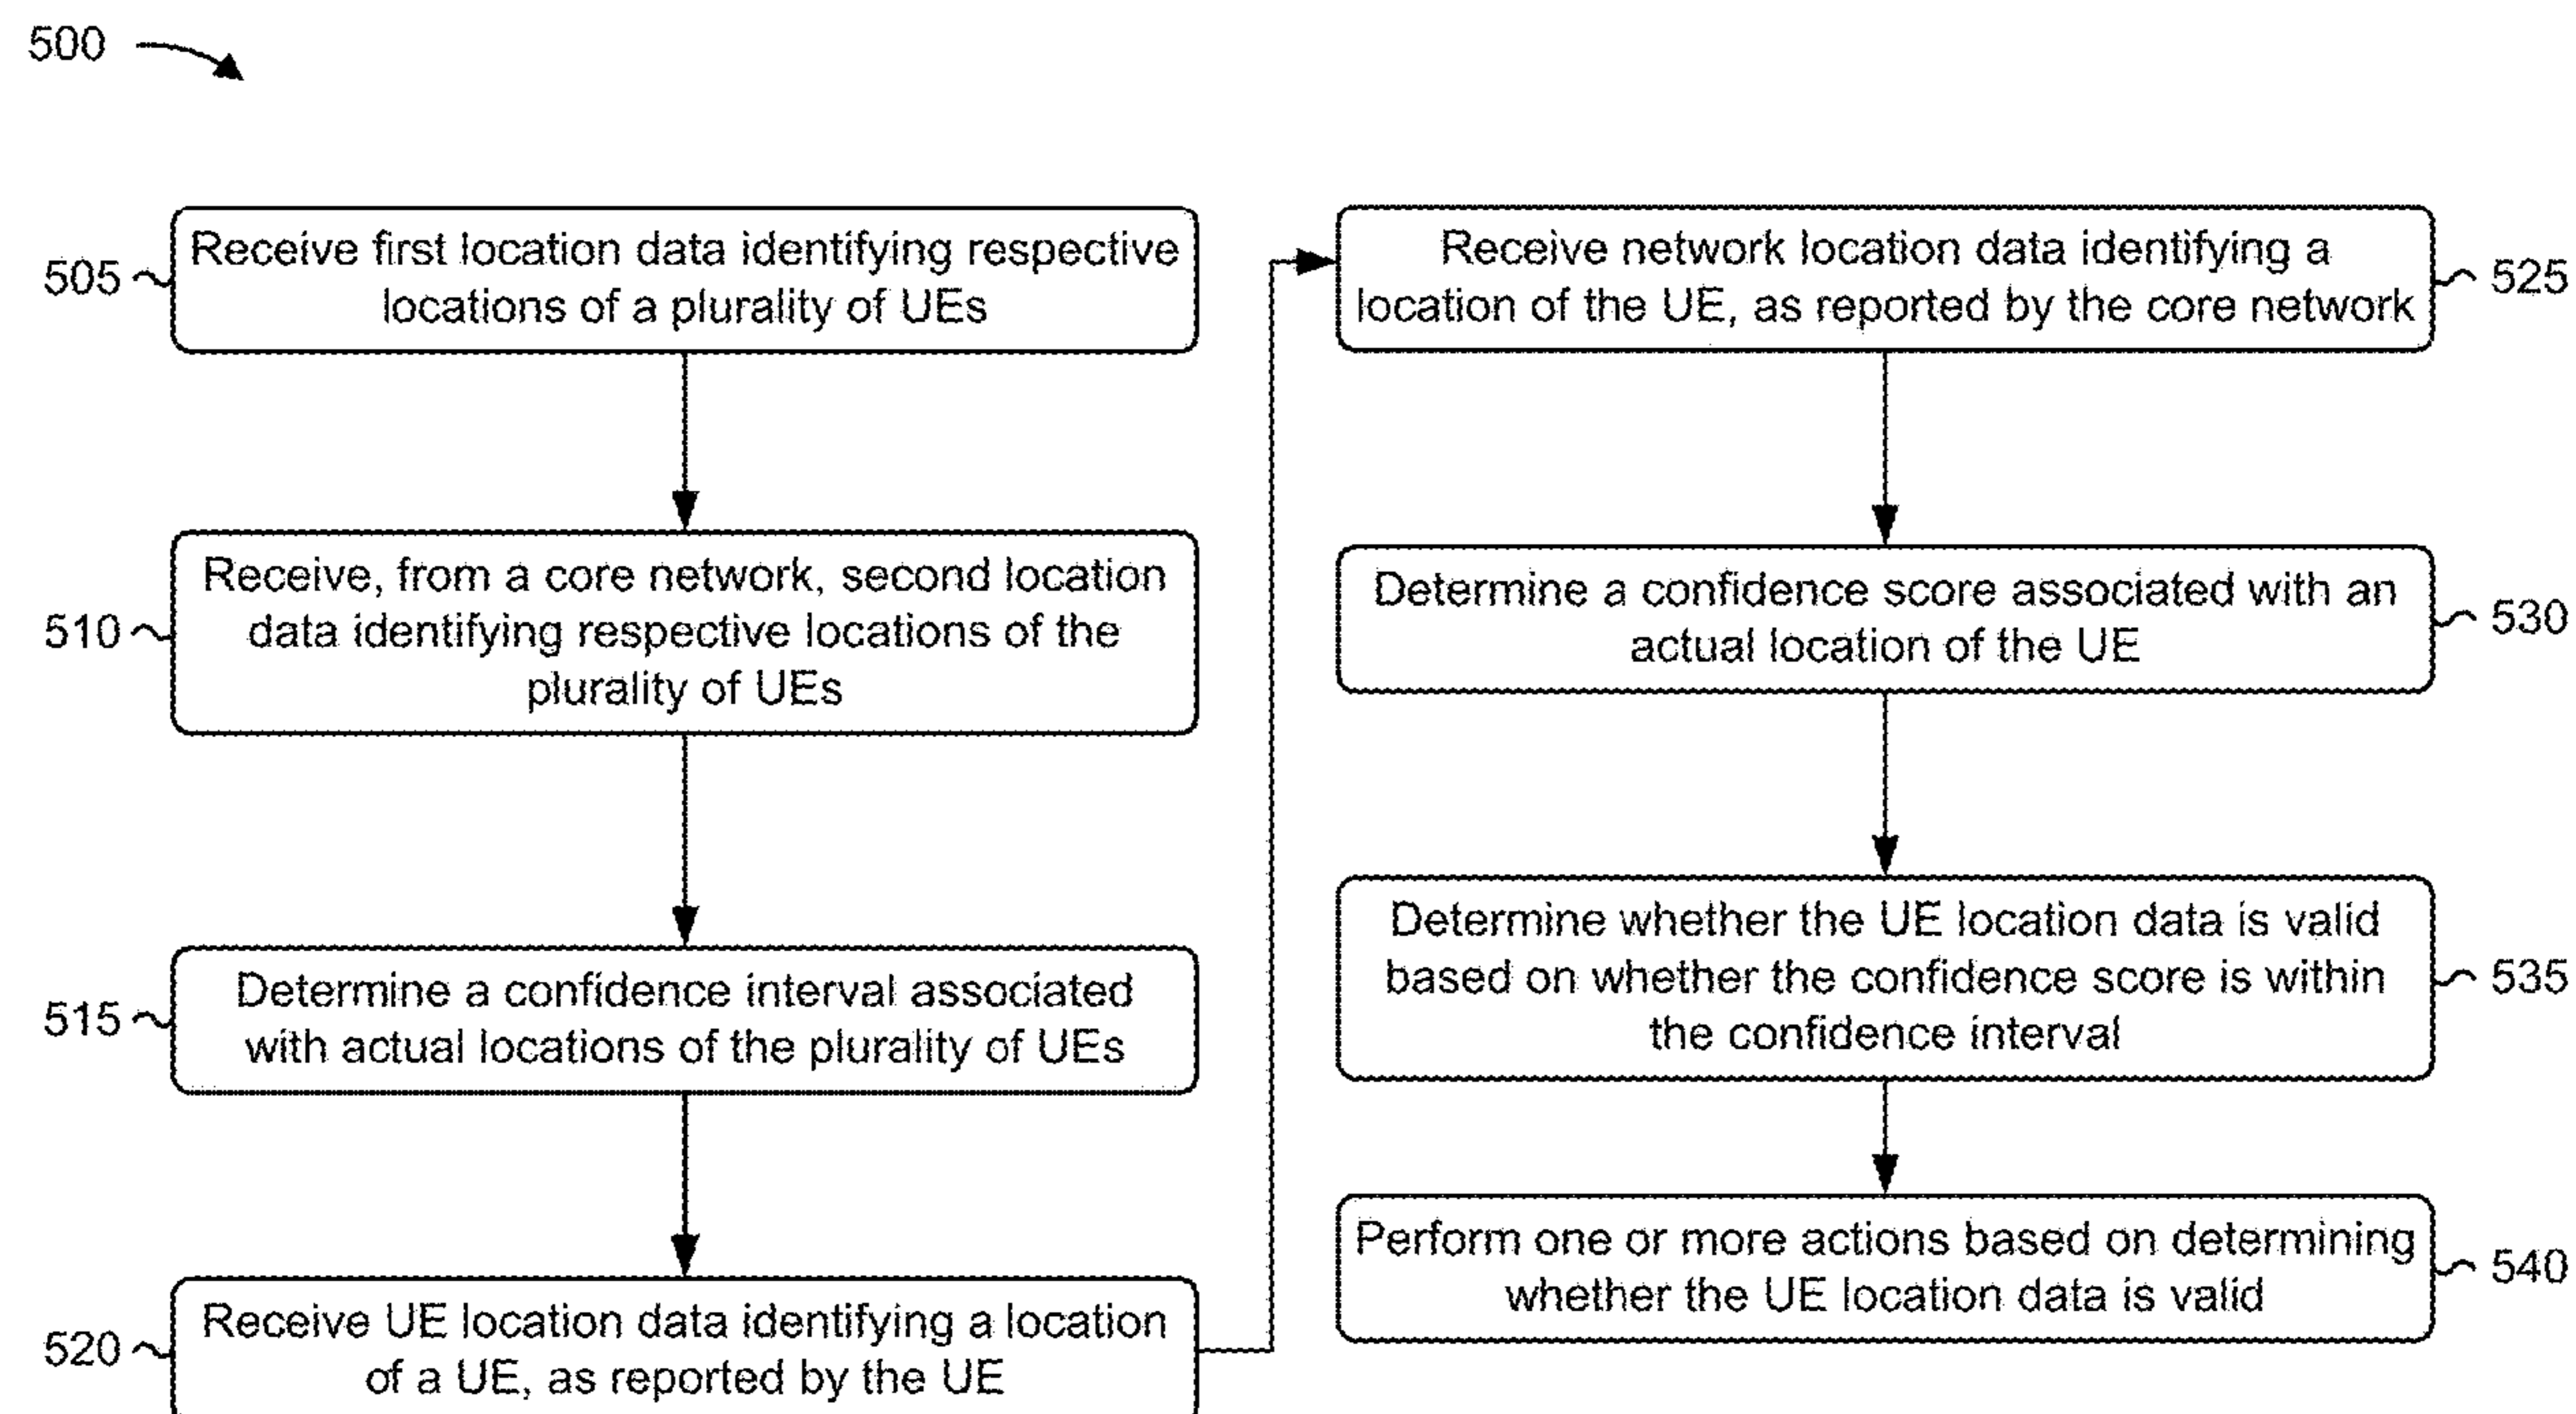 500
505
Receive first location data identifying respective
locations of a plurality of UEs
510
Receive, from a core network, second location
data identifying respective locations of the
plurality of UEs
515
Determine a confidence interval associated
with actual locations of the plurality of UEs
520
Receive UE location data identifying a location
of a UE, as reported by the UE
Receive network location data identifying a
location of the UE, as reported by the core network
525
Determine a confidence score associated with an
actual location of the UE
530
Determine whether the UE location data is valid
based on whether the confidence score is within
the confidence interval
535
Perform one or more actions based on determining
whether the UE location data is valid
540